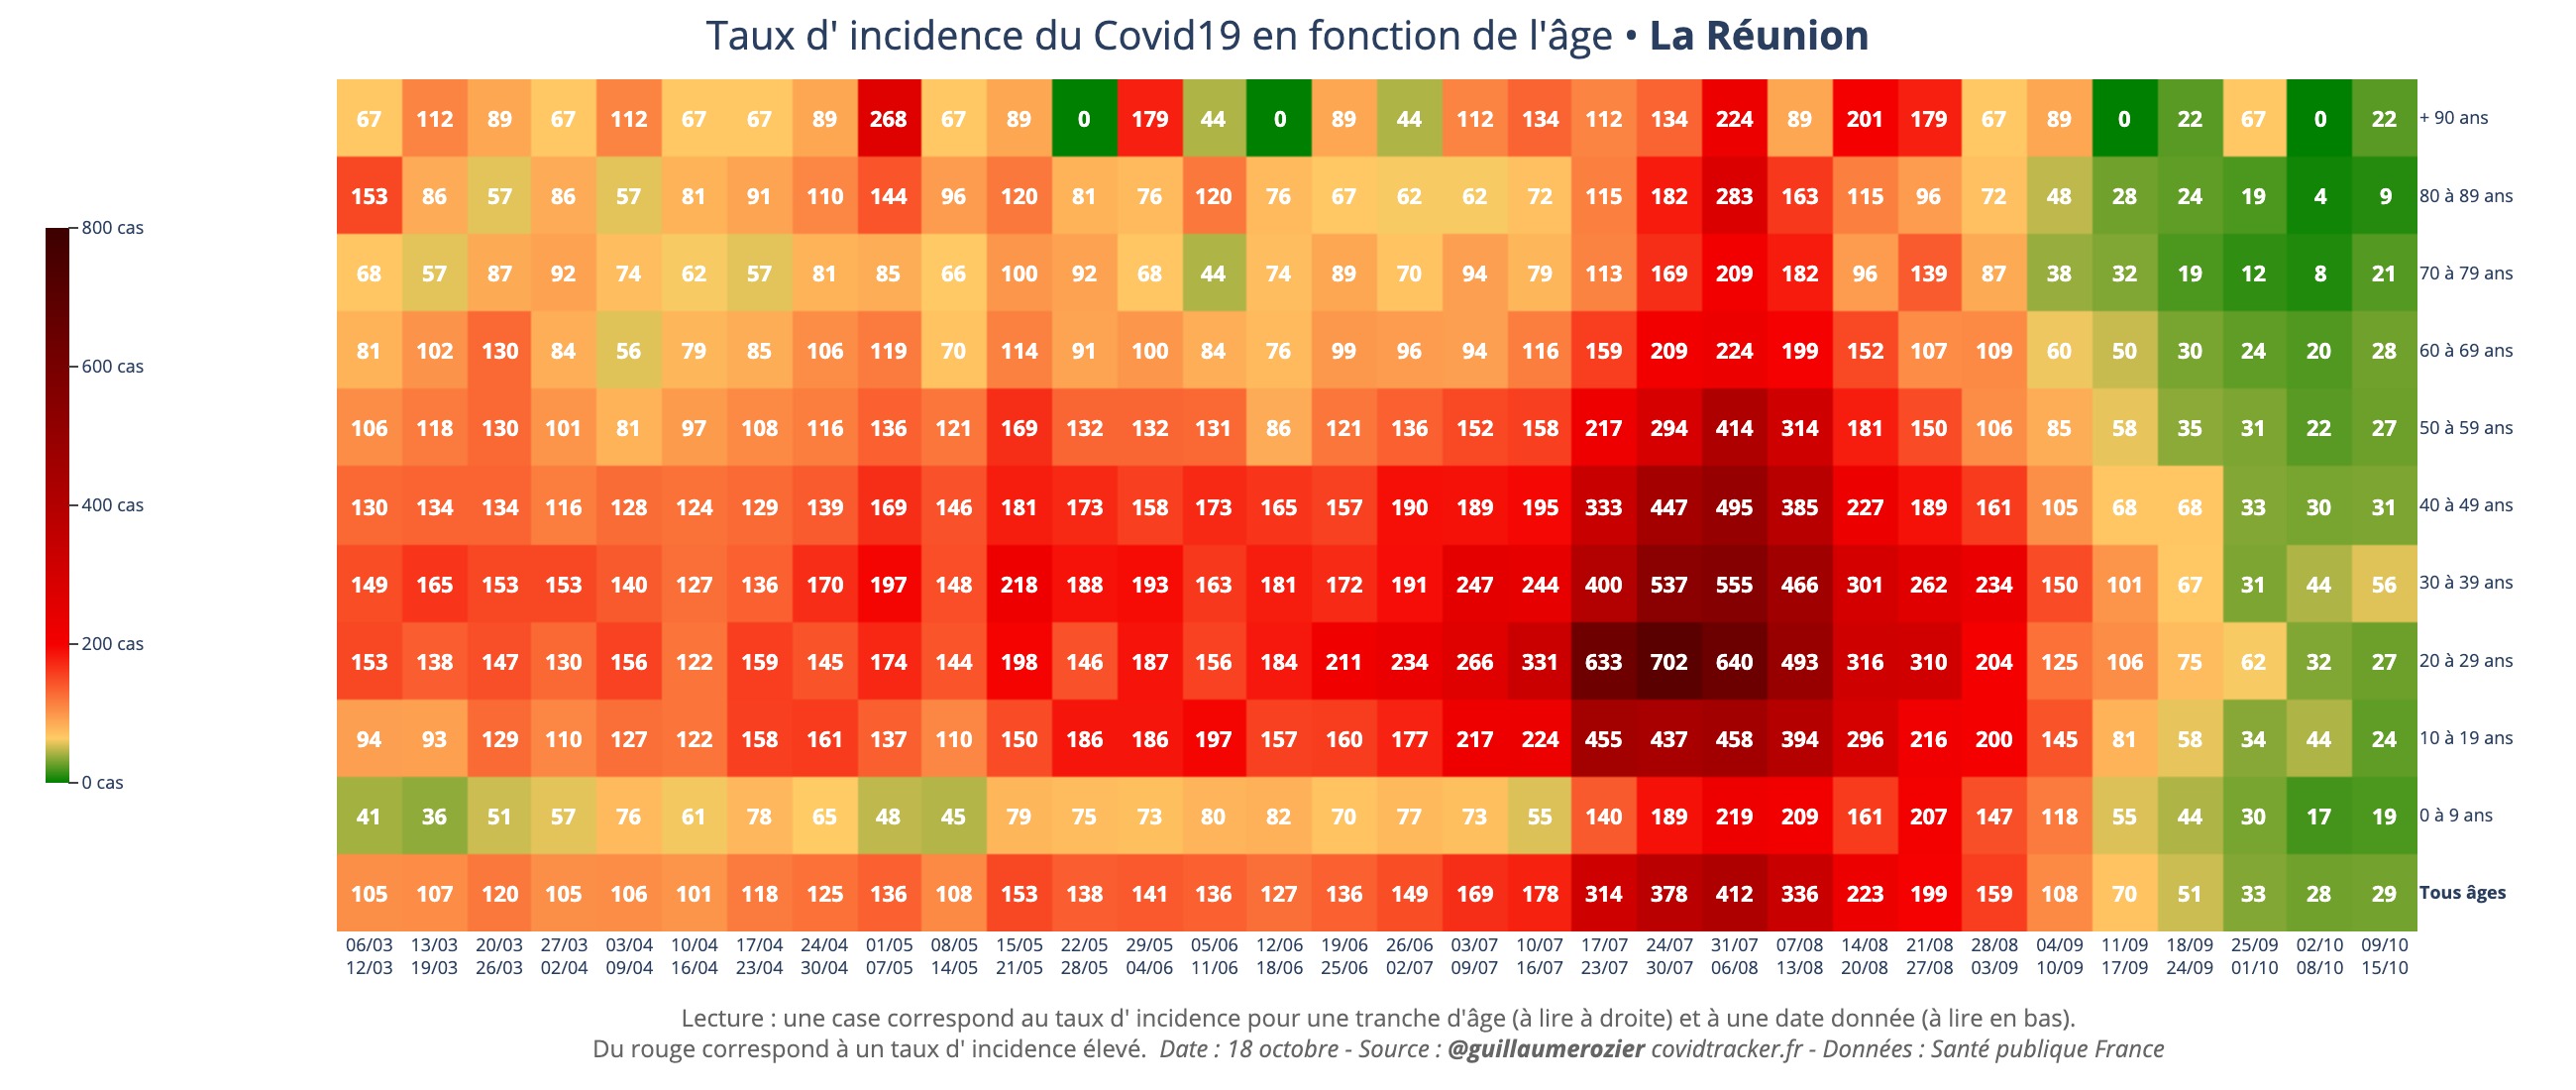 Taux d' incidence du Covid19 en fonction de l'âge • La Réunion
67 112 89 67 112 67 67 89 268 67 89 0 179 44 0 89 44 112 134 112 134 224 89 201 179 67 89 0 22 67 0 22 + 90 ans
153 86 57 86 57 81 91 110 144 96 120 81 76 120 76 67 62 62 72 115 182 283 163 115 96 72 48 28 24 19 4 9 80 à 89 ans
800 cas
68 57 87 92 74 62 57 81 85 66 100 92 68 44 74 89 70 94 79 113 169 209 182 96 139 87 38 32 19 12 8 21 70 à 79 ans
81 102 130 84 56 79 85 106 119 70 114 91 100 84 76 99 96 94 116 159 209 224 199 152 107 109 60 50 30 24 20 28 60 à 69 ans
600 cas
106 118 130 101 81 97 108 116 136 121 169 132 132 131 86 121 136 152 158 217 294 414 314 181 150 106 85 58 35 31 22 27 50 à 59 ans
400 cas
130 134 134 116 128 124 129 139 169 146 181 173 158 173 165 157 190 189 195 333 447 495 385 227 189 161 105 68 68 33 30 31 40 à 49 ans
149 165 153 153 140 127 136 170 197 148 218 188 193 163 181 172 191 247 244 400 537 555 466 301 262 234 150 101 67 31 44 56 30 à 39 ans
200 cas
153 138 147 130 156 122 159 145 174 144 198 146 187 156 184 211 234 266 331 633 702 640 493 316 310 204 125 106 75 62 32 27 20 à 29 ans
94 93 129 110 127 122 158 161 137 110 150 186 186 197 157 160 177 217 224 455 437 458 394 296 216 200 145 81 58 34 44 24 10 à 19 ans
0 cas
41 36 51 57 76 61 78 65 48 45 79 75 73 80 82 70 77 73 55 140 189 219 209 161 207 147 118 55 44 30 17 19 0 à 9 ans
105 107 120 105 106 101 118 125 136 108 153 138 141 136 127 136 149 169 178 314 378 412 336 223 199 159 108 70 51 33 28 29 Tous âges
06/03 13/03 20/03 27/03 03/04 10/04 17/04 24/04 01/05 08/05 15/05 22/05 29/05 05/06 12/06 19/06 26/06 03/07 10/07 17/07 24/07 31/07 07/08 14/08 21/08 28/08 04/09 11/09 18/09 25/09 02/10 09/10
12/03 19/03 26/03 02/04 09/04 16/04 23/04 30/04 07/05 14/05 21/05 28/05 04/06 11/06 18/06 25/06 02/07 09/07 16/07 23/07 30/07 06/08 13/08 20/08 27/08 03/09 10/09 17/09 24/09 01/10 08/10 15/10
Lecture : une case correspond au taux d' incidence pour une tranche d'âge (à lire à droite) et à une date donnée (à lire en bas).
Du rouge correspond à un taux d' incidence élevé. Date : 18 octobre - Source : @guillaumerozier covidtracker.fr - Données : Santé publique France